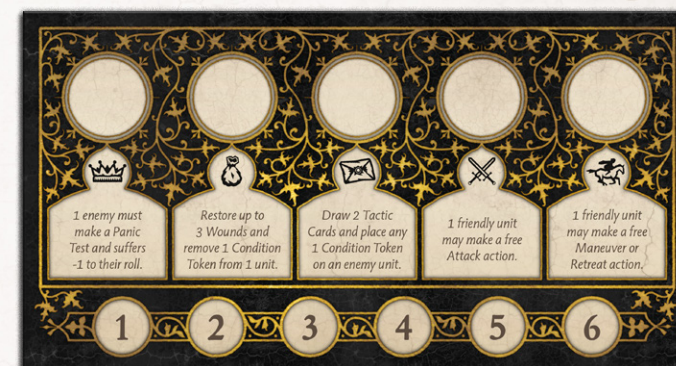 1 enemy must
make a Panic
Test and suffers
-1 to their roll.
Restore up to
3 Wounds and
remove 1 Condition
Token from 1 unit.
Draw 2 Tactic
Cards and place any
1 Condition Token
on an enemy unit.
1 friendly unit
may make a free
Attack action.
1 friendly unit
may make a free
Maneuver or
Retreat action.
1 2 3 4 5 6